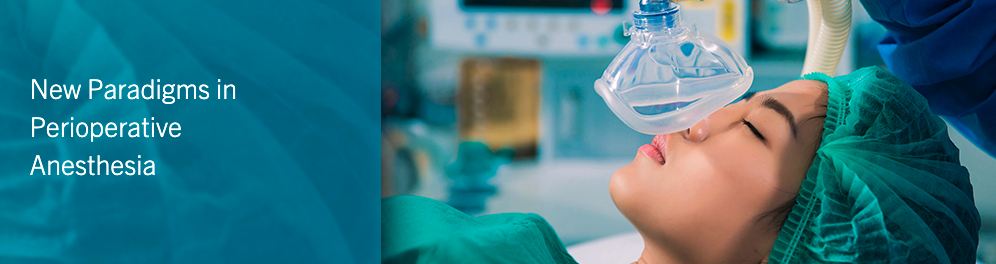 New Paradigms in
Perioperative
Anesthesia